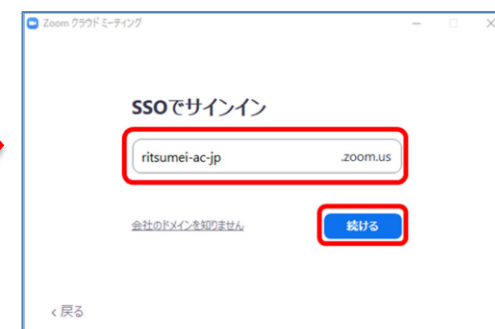 Zoom クラウド ミーティング
SSOでサインイン
ritsumei-ac-jp .zoom.us
会社のドメインを知りません 続ける
< 戻る